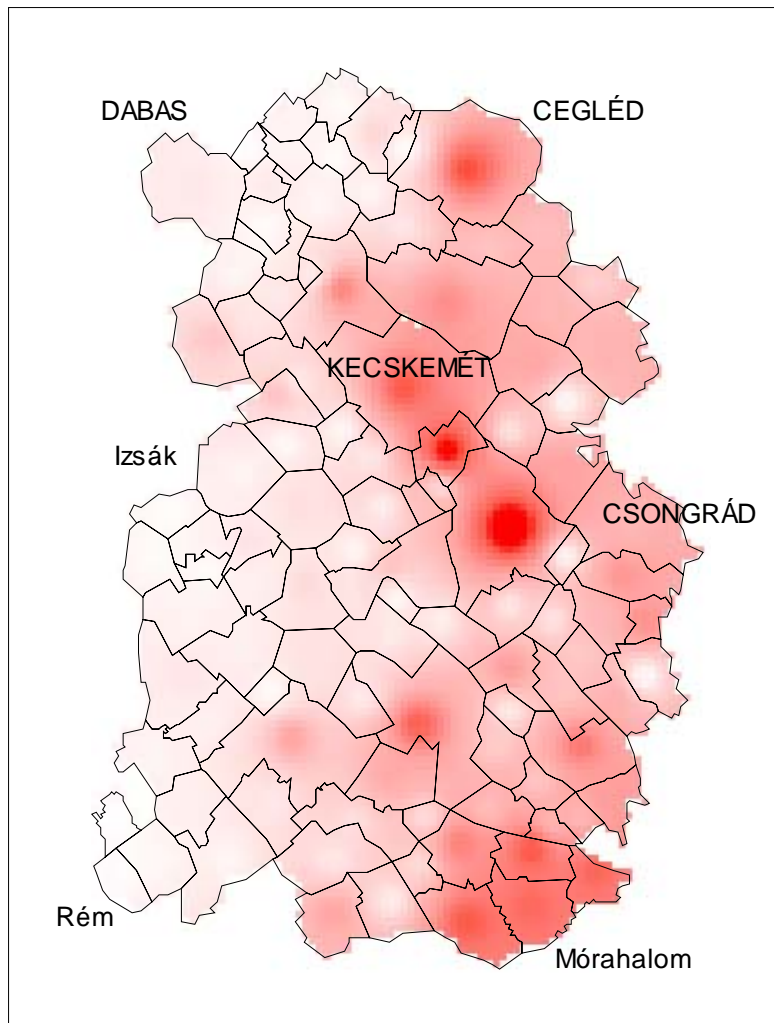 DABAS
CEGLÉD
KECSKEMÉT
Izsák
CSONGRÁD
Rém
Mórahalom